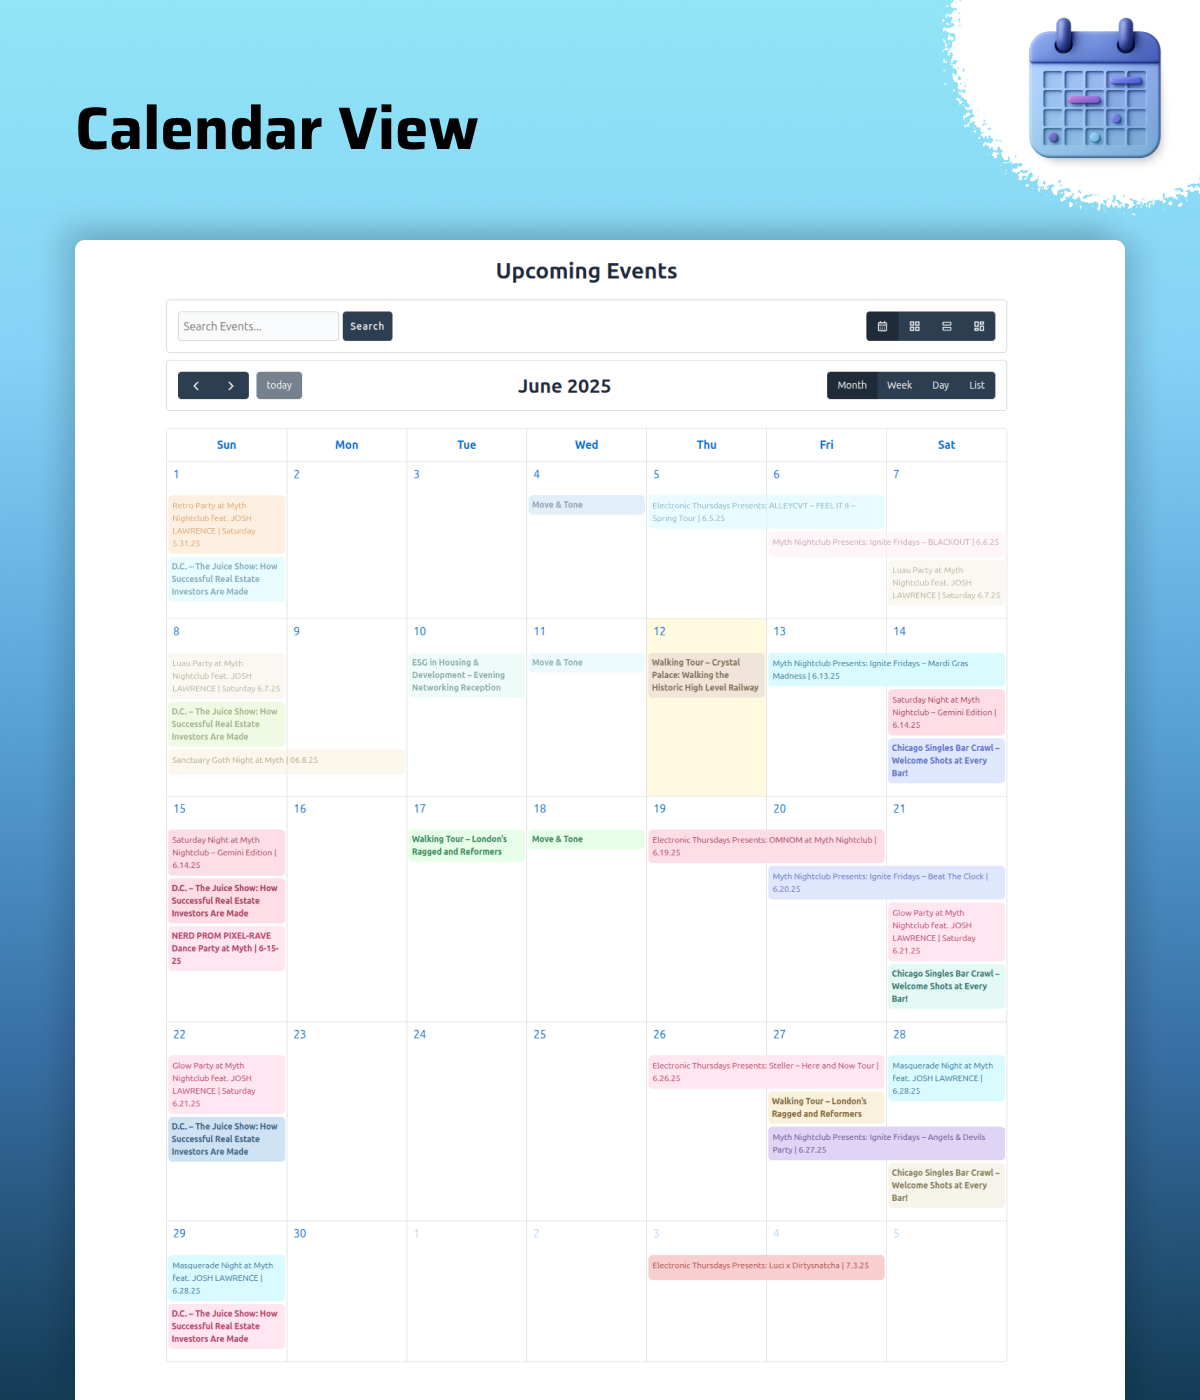 Calendar View
Upcoming Events
Search Events...
Search
today
June 2025
Month
Week
Day
List
Sun
Mon
Tue
Wed
Thu
Fri
Sat
1
2
3
4
5
6
7
Retro Party at Myth
Nightclub feat. JOSH
LAWRENCE | Saturday
5.31.25
D.C. – The Juice Show: How
Successful Real Estate
Investors Are Made
Move & Tone
Electronic Thursdays Presents: ALLEYCVT – FEEL IT II –
Spring Tour | 6.5.25
Myth Nightclub Presents: Ignite Fridays – BLACKOUT | 6.6.25
Luau Party at Myth
Nightclub feat. JOSH
LAWRENCE | Saturday 6.7.25
8
9
10
11
12
13
14
Luau Party at Myth
Nightclub feat. JOSH
LAWRENCE | Saturday 6.7.25
D.C. – The Juice Show: How
Successful Real Estate
Investors Are Made
Sanctuary Goth Night at Myth | 06.8.25
ESG in Housing &
Development – Evening
Networking Reception
Move & Tone
Walking Tour – Crystal
Palace: Walking the
Historic High Level Railway
Myth Nightclub Presents: Ignite Fridays – Mardi Gras
Madness | 6.13.25
Saturday Night at Myth
Nightclub – Gemini Edition |
6.14.25
Chicago Singles Bar Crawl –
Welcome Shots at Every
Bar!
15
16
17
18
19
20
21
Saturday Night at Myth
Nightclub – Gemini Edition |
6.14.25
D.C. – The Juice Show: How
Successful Real Estate
Investors Are Made
NERD PROM PIXEL-RAVE
Dance Party at Myth | 6-15-
25
Walking Tour – London's
Ragged and Reformers
Move & Tone
Electronic Thursdays Presents: OMNOM at Myth Nightclub |
6.19.25
Myth Nightclub Presents: Ignite Fridays – Beat The Clock |
6.20.25
Glow Party at Myth
Nightclub feat. JOSH
LAWRENCE | Saturday
6.21.25
Chicago Singles Bar Crawl –
Welcome Shots at Every
Bar!
22
23
24
25
26
27
28
Glow Party at Myth
Nightclub feat. JOSH
LAWRENCE | Saturday
6.21.25
D.C. – The Juice Show: How
Successful Real Estate
Investors Are Made
Electronic Thursdays Presents: Steller – Here and Now Tour |
6.26.25
Walking Tour – London's
Ragged and Reformers
Myth Nightclub Presents: Ignite Fridays – Angels & Devils
Party | 6.27.25
Masquerade Night at Myth
feat. JOSH LAWRENCE |
6.28.25
Chicago Singles Bar Crawl –
Welcome Shots at Every
Bar!
29
30
1
2
3
4
5
Masquerade Night at Myth
feat. JOSH LAWRENCE |
6.28.25
D.C. – The Juice Show: How
Successful Real Estate
Investors Are Made
Electronic Thursdays Presents: Luci x Dirtysnatcha | 7.3.25